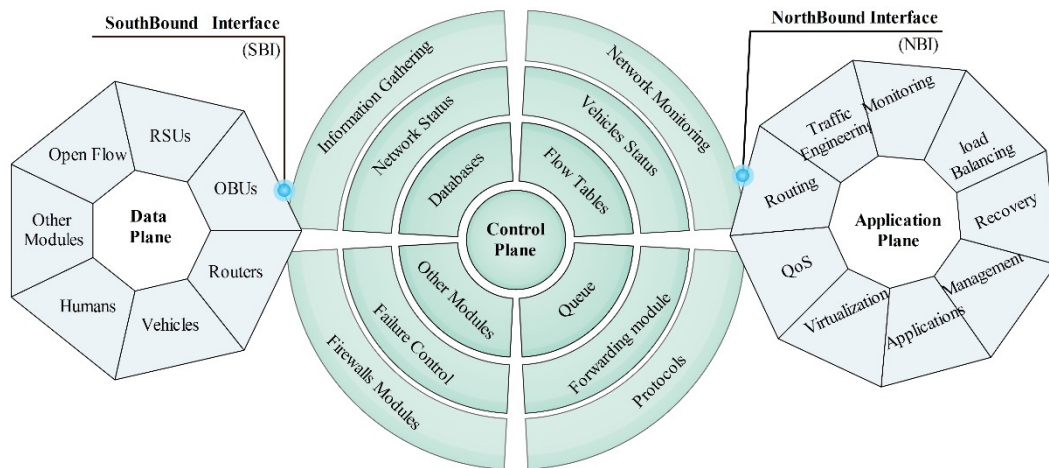 SouthBound Interface
(SBI)
NorthBound Interface
(NBI)
Open Flow
RSUs
OBUs
Other
Modules
Data
Plane
Routers
Humans
Vehicles
Information Gathering
Network Status
Databases
Network Monitoring
Vehicles Status
Flow Tables
Control
Plane
Other Modules
Failure Control
Firewalls Modules
Queue
Forwarding module
Protocols
Traffic
Engineering
Monitoring
load
Balancing
Routing
Recovery
Application
Plane
QoS
Management
Virtualization
Applications